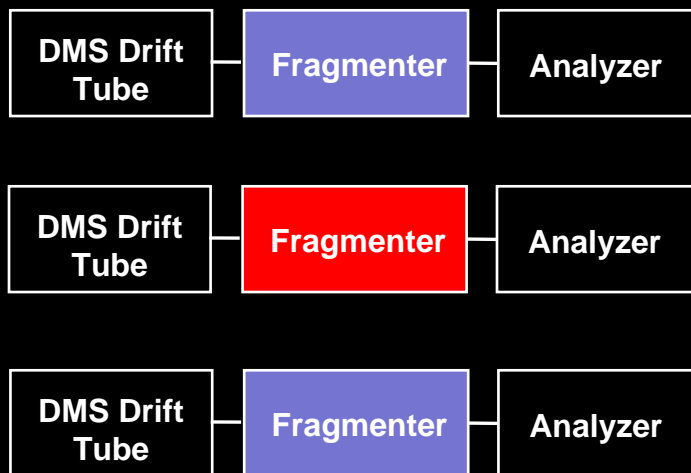 DMS Drift
Tube
Fragmenter
Analyzer
DMS Drift
Tube
Fragmenter
Analyzer
DMS Drift
Tube
Fragmenter
Analyzer